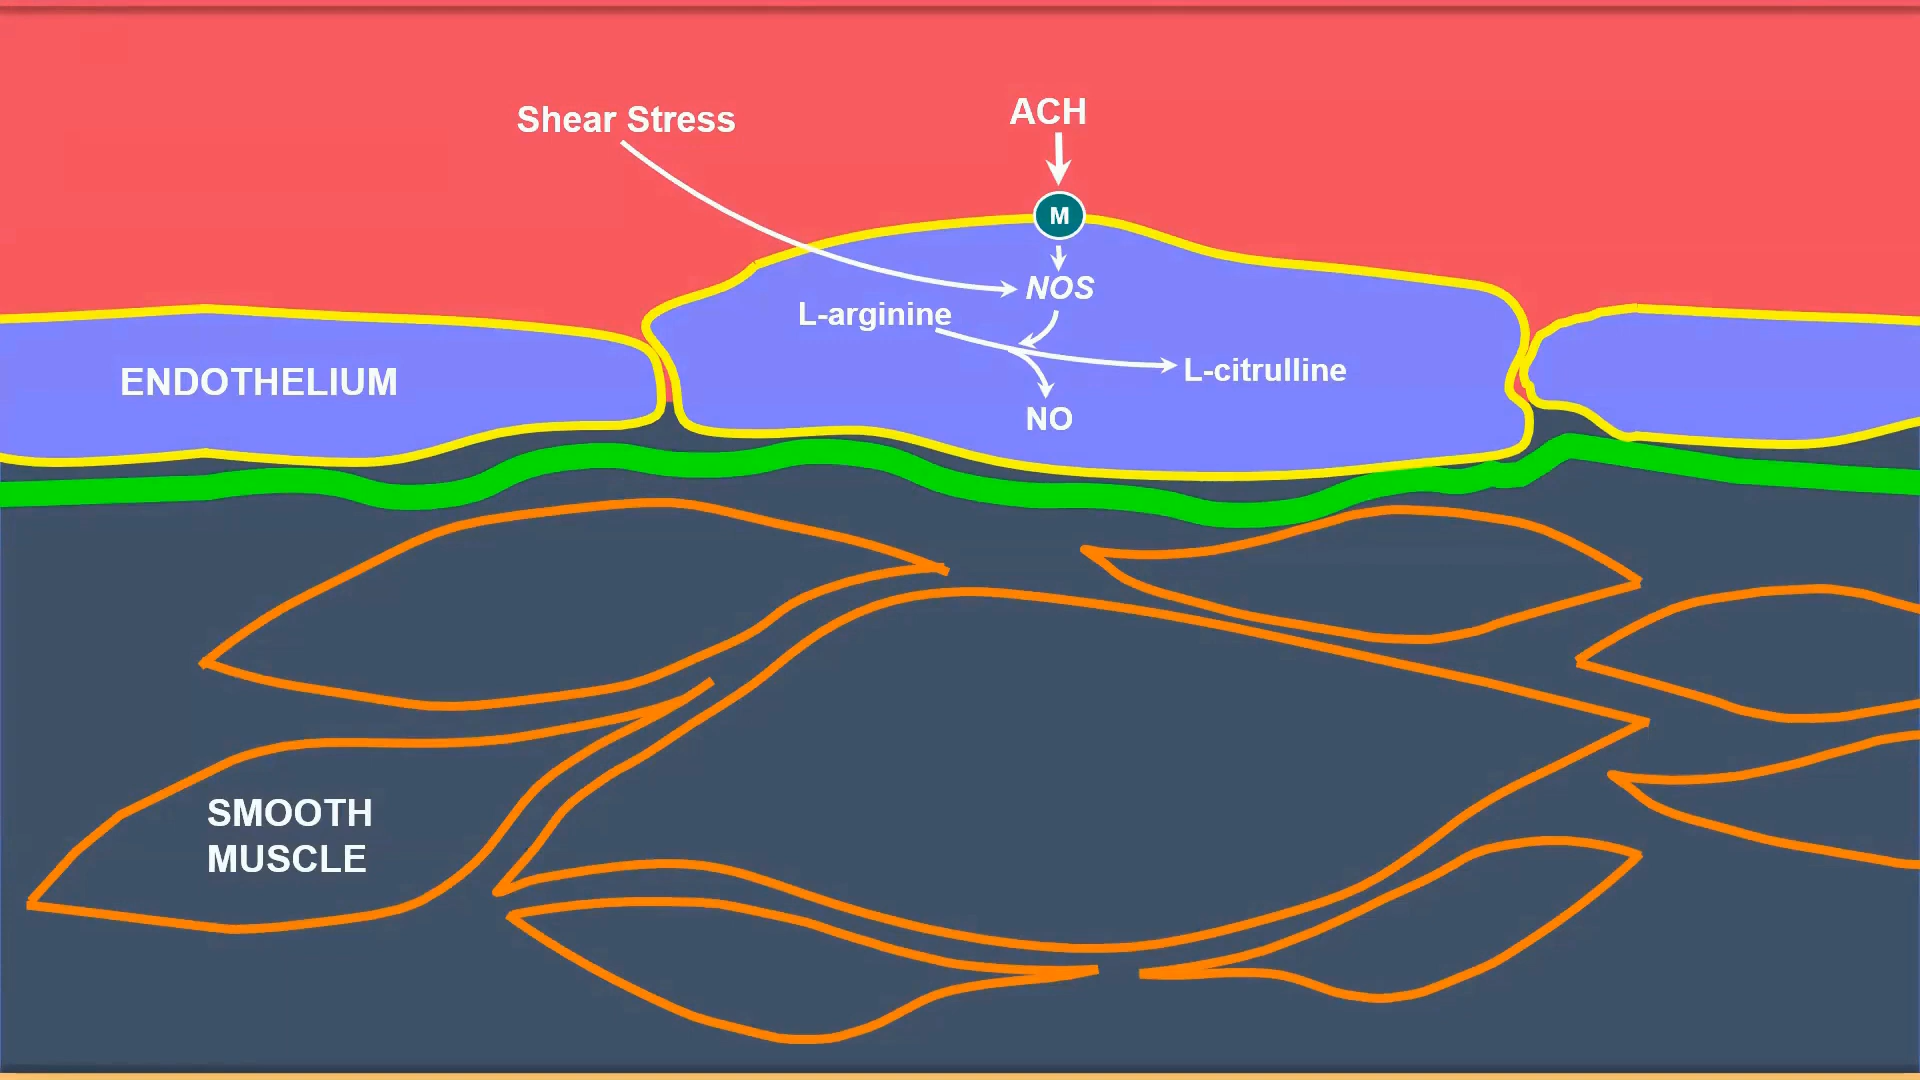 Shear Stress
ACH
M
NOS
L-arginine
L-citrulline
NO
ENDOTHELIUM
SMOOTH
MUSCLE